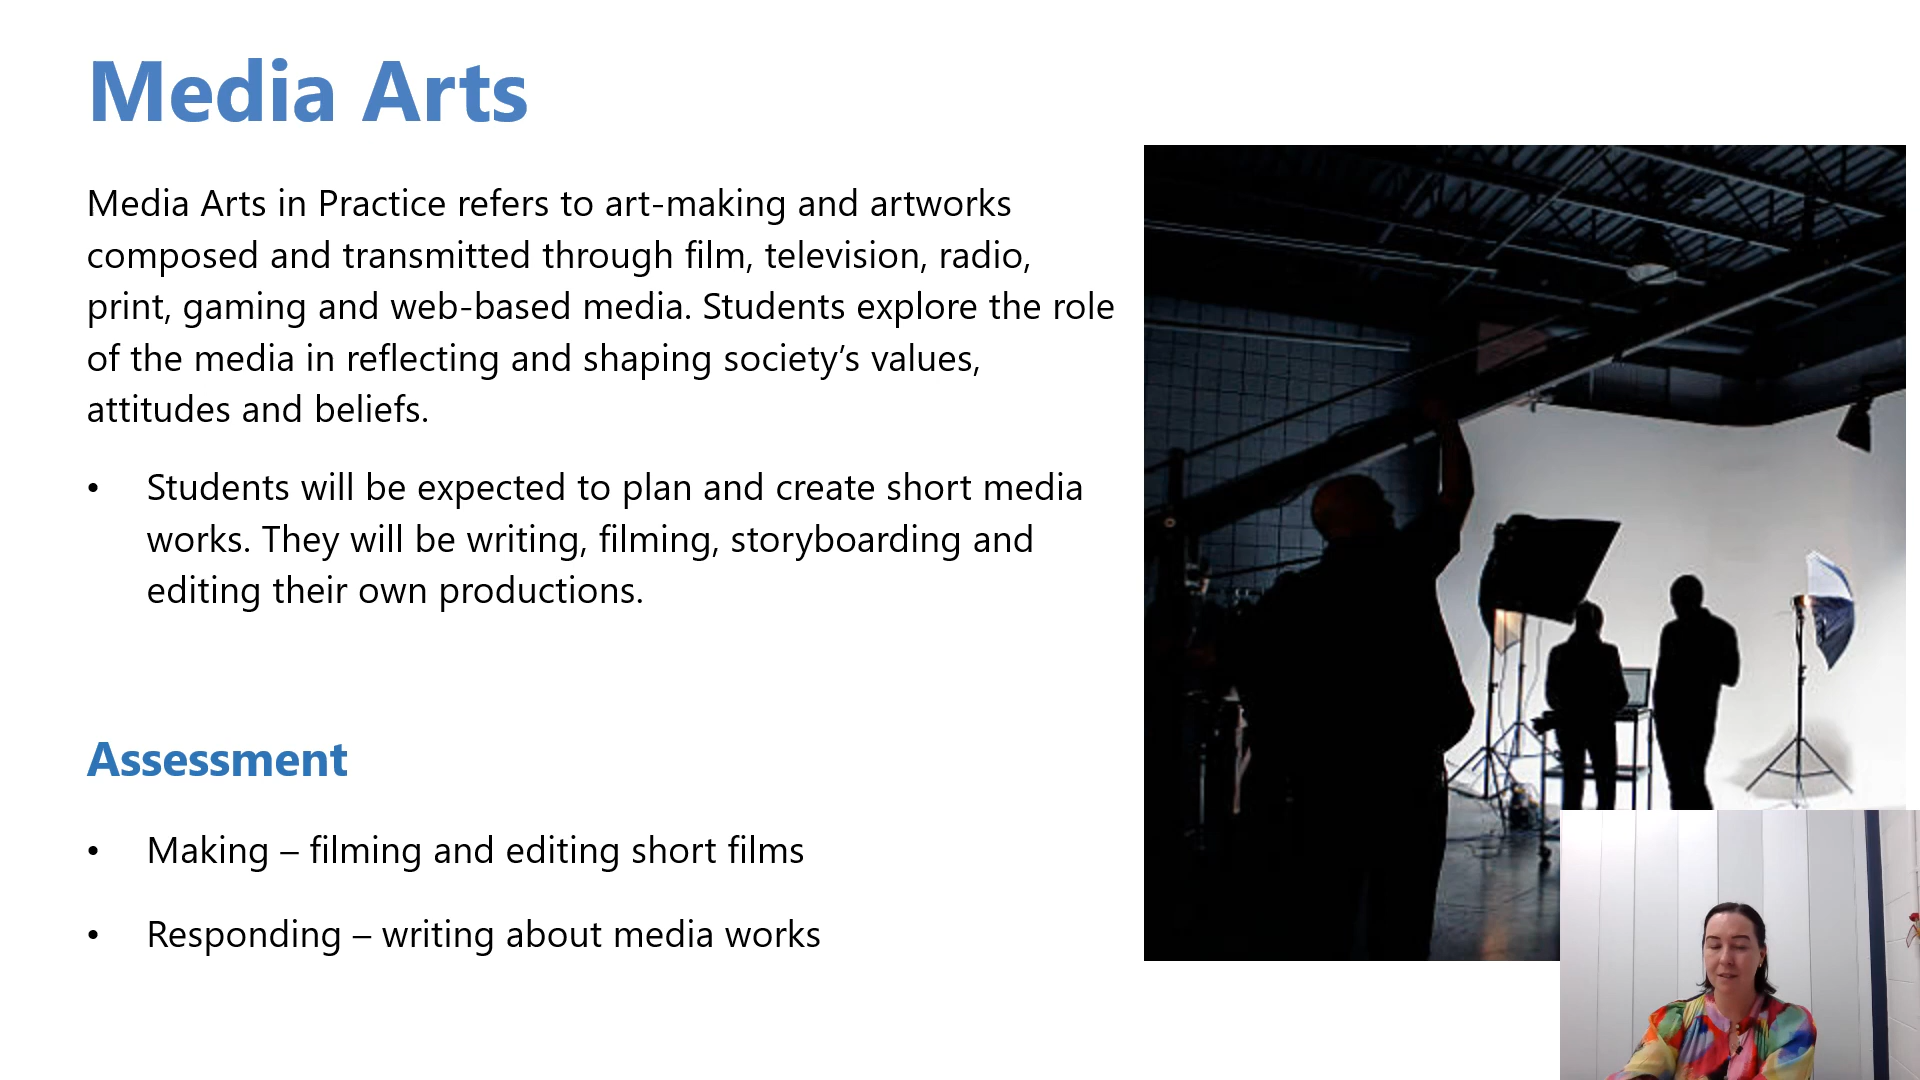 Media Arts
Media Arts in Practice refers to art-making and artworks
composed and transmitted through film, television, radio,
print, gaming and web-based media. Students explore the role
of the media in reflecting and shaping society’s values,
attitudes and beliefs.
• Students will be expected to plan and create short media
works. They will be writing, filming, storyboarding and
editing their own productions.
Assessment
• Making – filming and editing short films
• Responding – writing about media works